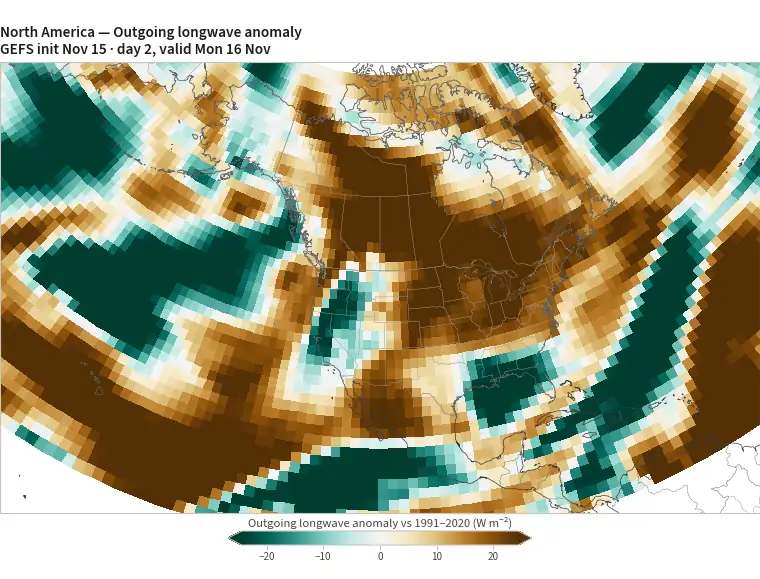 North America — Outgoing longwave anomaly
GEFS init Nov 15 · day 2, valid Mon 16 Nov
Outgoing longwave anomaly vs 1991–2020 (W m⁻²)
−20 −10 0 10 20